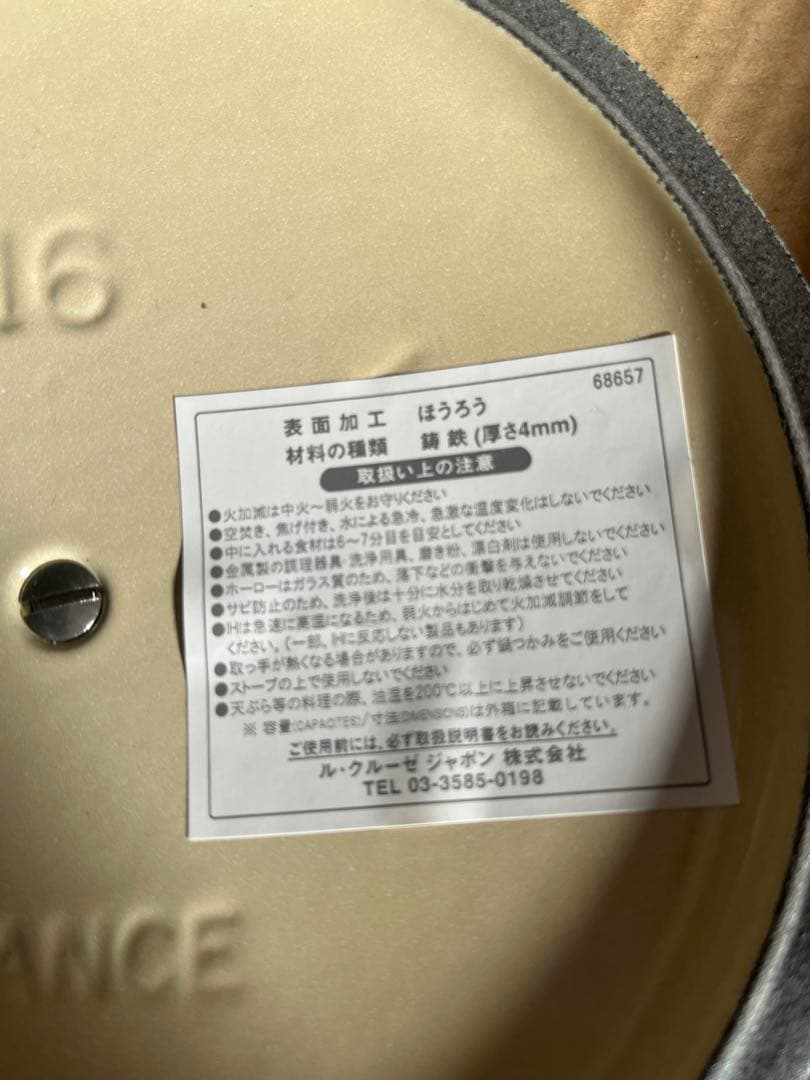 16
68657
表面加工 ほうろう
材料の種類 鋳鉄(厚さ4mm)
取扱い上の注意
●火加減は中火～弱火をお守りください
●空焚き、焦げ付き、水による急冷、急激な温度変化はしないでください
●中に入れる食材は6～7分目を目安としてください
●金属製の調理器具・洗浄用具、磨き粉、漂白剤は使用しないでください
●ホーローはガラス質のため、落下などの衝撃を与えないでください
●サビ防止のため、洗浄後は十分に水分を取り乾燥させてください
●IHは急速に高温になるため、弱火からはじめて火加減調節をして
ください。(一部、IHに反応しない製品もあります)
●取っ手が熱くなる場合がありますので、必ず鍋つかみをご使用ください
●ストーブの上で使用しないでください
●天ぷら等の料理の際、油温を200℃以上に上昇させないでください
※ 容量(CAPACITES)/寸法(DIMENSIONS)は外箱に記載しています。
ご使用前には、必ず取扱説明書をお読みください。
ル・クルーゼ ジャポン 株式会社
TEL 03-3585-0198
ANCE